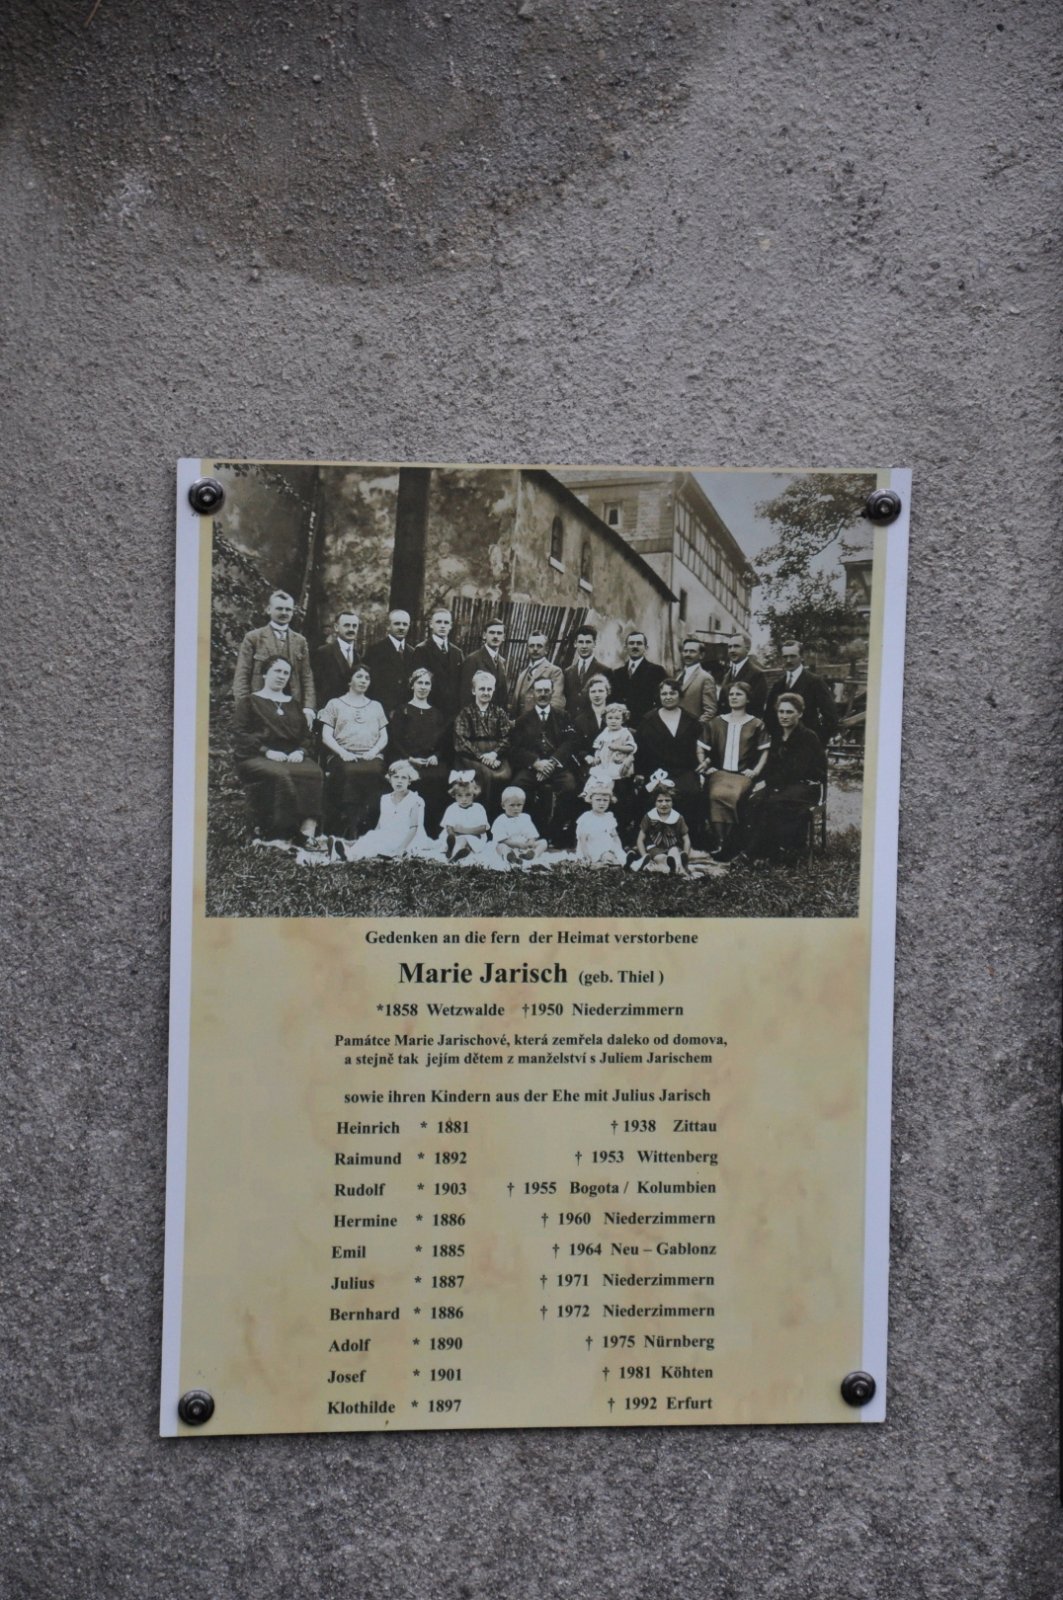 Gedenken an die fern der Heimat verstorbene
Marie Jarisch (geb. Thiel )
*1858 Wetzwalde †1950 Niederzimmern
Památce Marie Jarischové, která zemřela daleko od domova,
a stejně tak jejím dětem z manželství s Juliem Jarischem
sowie ihren Kindern aus der Ehe mit Julius Jarisch
Heinrich * 1881 † 1938 Zittau
Raimund * 1892 † 1953 Wittenberg
Rudolf * 1903 † 1955 Bogota / Kolumbien
Hermine * 1886 † 1960 Niederzimmern
Emil * 1885 † 1964 Neu – Gablonz
Julius * 1887 † 1971 Niederzimmern
Bernhard * 1886 † 1972 Niederzimmern
Adolf * 1890 † 1975 Nürnberg
Josef * 1901 † 1981 Köhten
Klothilde * 1897 † 1992 Erfurt